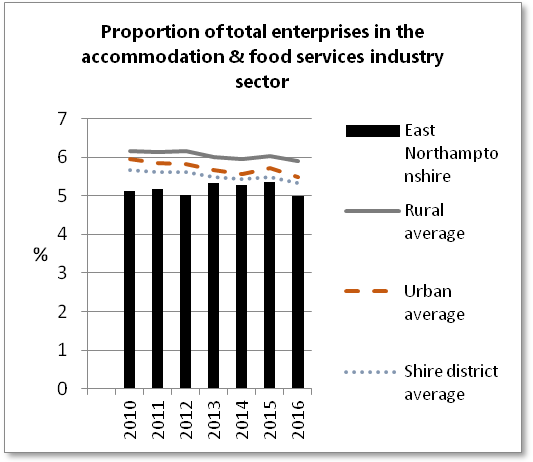 Proportion of total enterprises in the
accommodation & food services industry
sector
7
6
5
4
3
2
1
0
%
2010
2011
2012
2013
2014
2015
2016
East
Northampto
nshire
Rural
average
Urban
average
Shire district
average